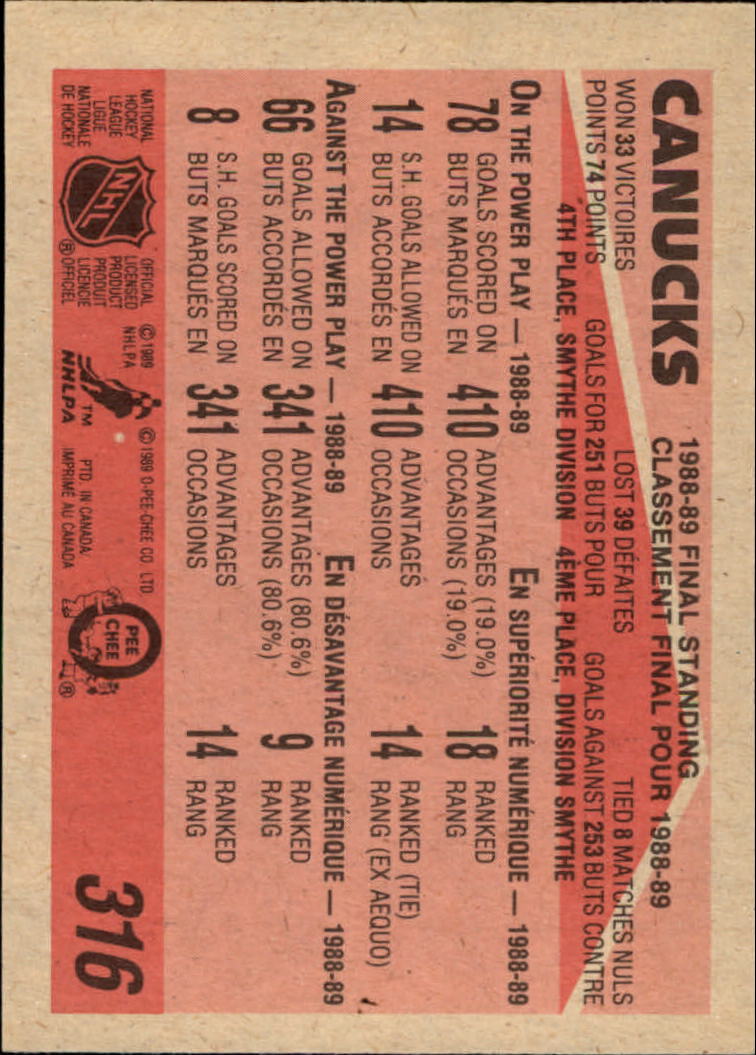 CANUCKS
1988-89 FINAL STANDING
CLASSEMENT FINAL POUR 1988-89
WON 33 VICTOIRES LOST 39 DÉFAITES TIED 8 MATCHES NULS
POINTS 74 POINTS GOALS FOR 251 BUTS POUR GOALS AGAINST 253 BUTS CONTRE
4TH PLACE, SMYTHE DIVISION 4ÈME PLACE, DIVISION SMYTHE
ON THE POWER PLAY — 1988-89 EN SUPÉRIORITÉ NUMÉRIQUE — 1988-89
78 GOALS SCORED ON 410 ADVANTAGES (19.0%) 18 RANKED
BUTS MARQUÉS EN OCCASIONS (19.0%) RANG
14 S.H. GOALS ALLOWED ON 410 ADVANTAGES 14 RANKED (TIE)
BUTS ACCORDÉS EN OCCASIONS RANG (EX AEQUO)
AGAINST THE POWER PLAY — 1988-89 EN DÉSAVANTAGE NUMÉRIQUE — 1988-89
66 GOALS ALLOWED ON 341 ADVANTAGES (80.6%) 9 RANKED
BUTS ACCORDÉS EN OCCASIONS (80.6%) RANG
8 S.H. GOALS SCORED ON 341 ADVANTAGES 14 RANKED
BUTS MARQUÉS EN OCCASIONS RANG
NATIONAL
HOCKEY
LEAGUE
LIGUE
NATIONALE
DE HOCKEY
NHL
OFFICIAL
LICENSED
PRODUCT
PRODUIT
LICENCIE
® OFFICIEL
© 1989
NHLPA
TM
NHLPA
© 1989 O-PEE-CHEE CO. LTD.
PTD. IN CANADA.
IMPRIMÉ AU CANADA
O
PEE
CHEE
®
316